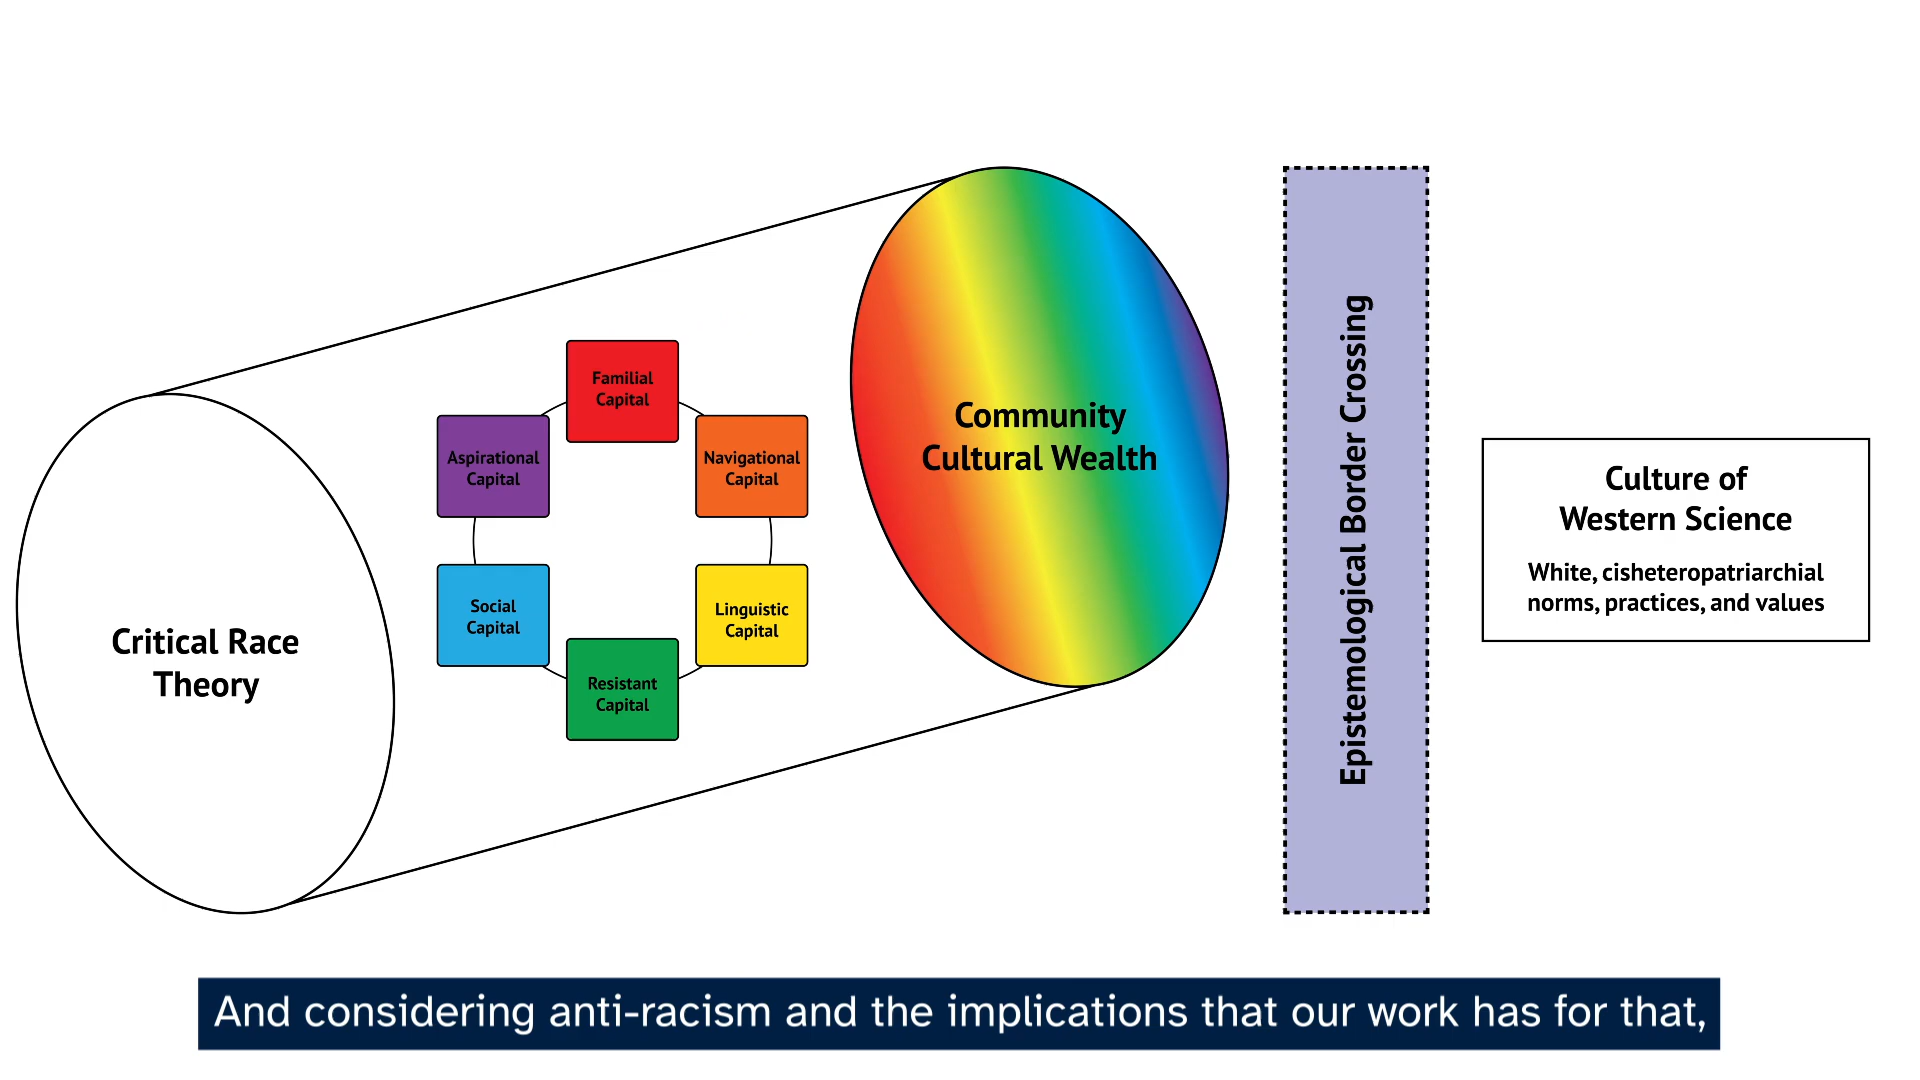 Critical Race
Theory
Familial
Capital
Aspirational
Capital
Navigational
Capital
Social
Capital
Linguistic
Capital
Resistant
Capital
Community
Cultural Wealth
Epistemological Border Crossing
Culture of
Western Science
White, cisheteropatriarchial
norms, practices, and values
And considering anti-racism and the implications that our work has for that,